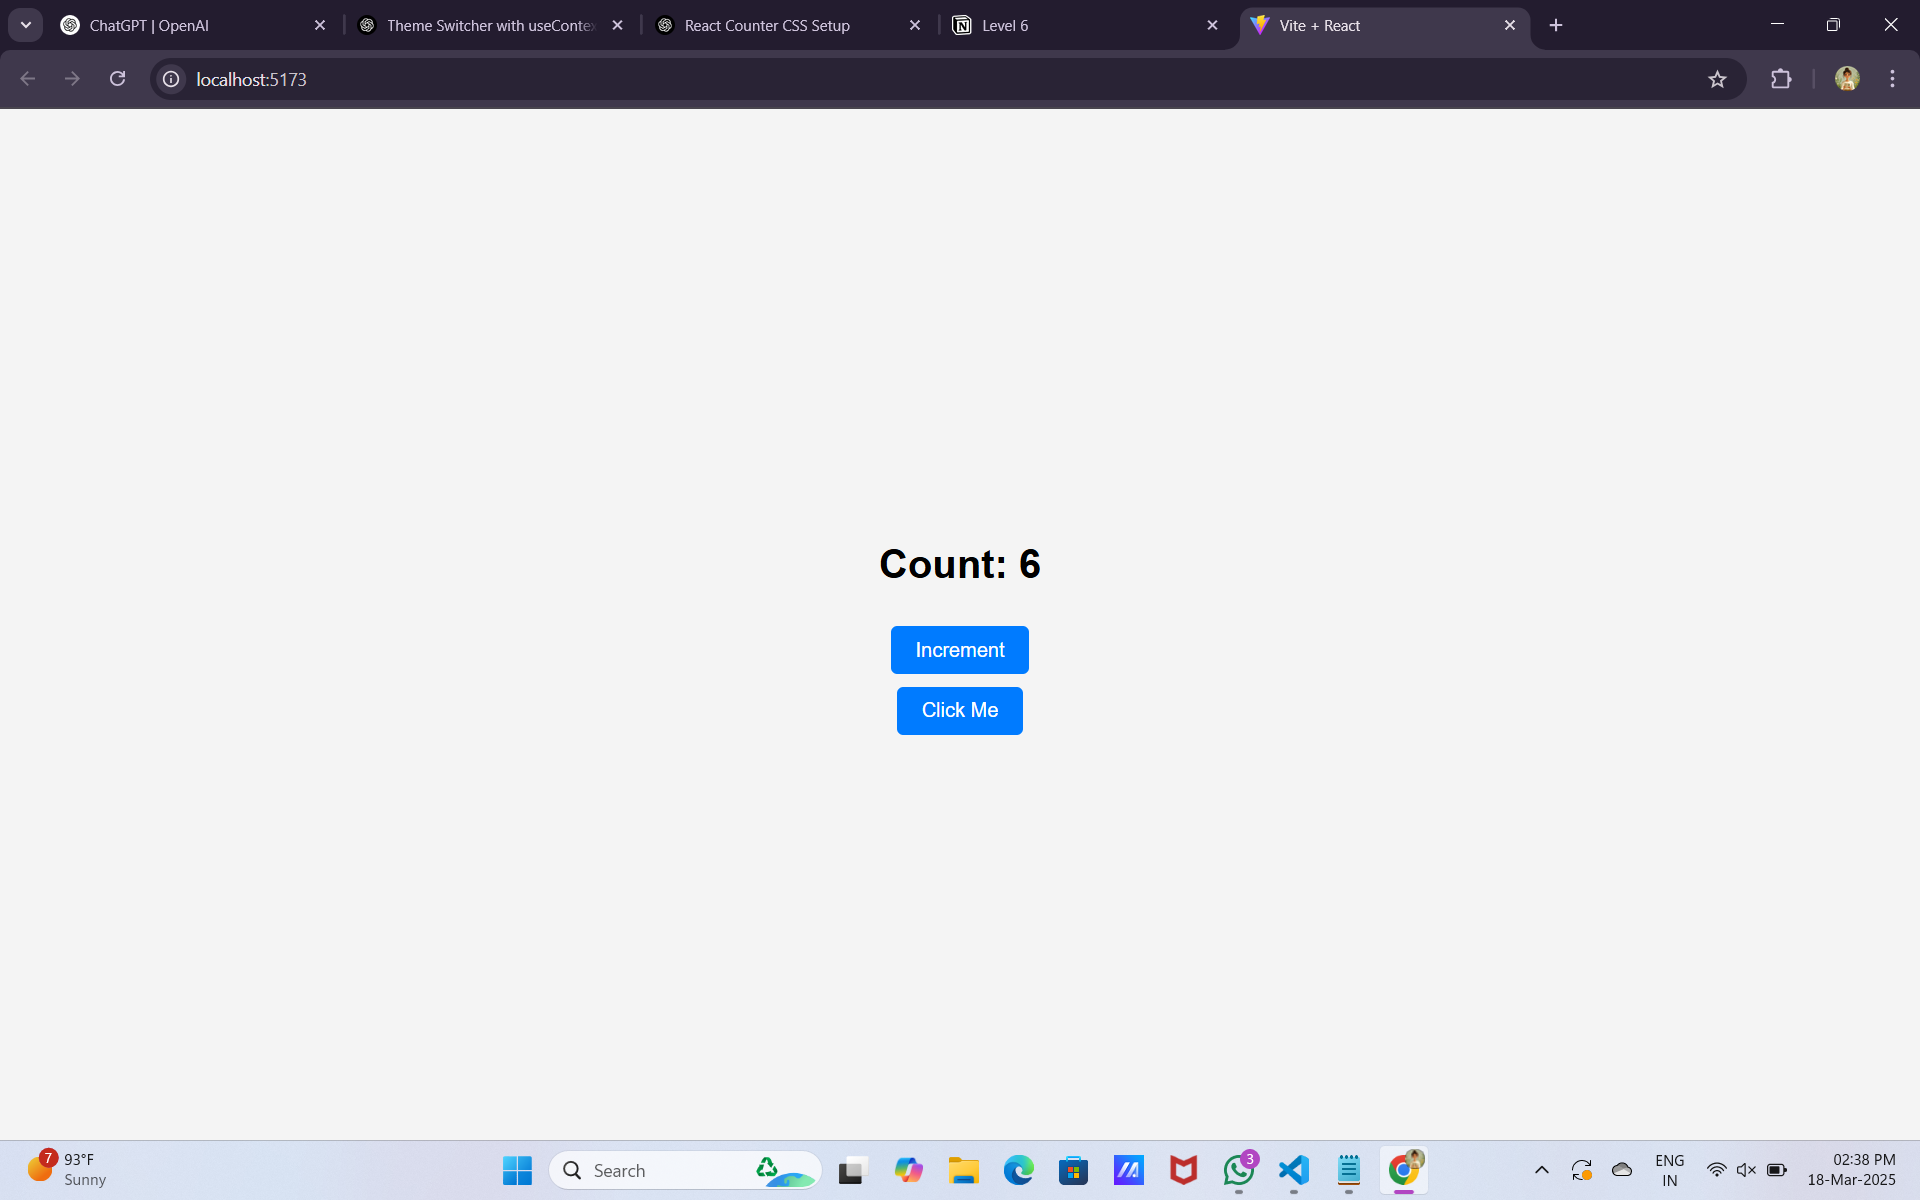 ChatGPT | OpenAI
Theme Switcher with useConte
React Counter CSS Setup
Level 6
Vite + React
localhost:5173
Count: 6
Increment
Click Me
7
93°F
Sunny
Search
3
ENG
IN
02:38 PM
18-Mar-2025